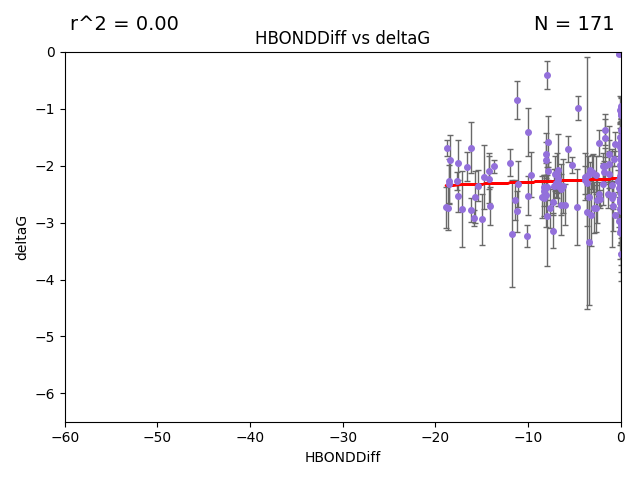 r^2 = 0.00
N = 171
HBONDDiff vs deltaG
deltaG
0
−1
−2
−3
−4
−5
−6
−60
−50
−40
−30
−20
−10
0
HBONDDiff